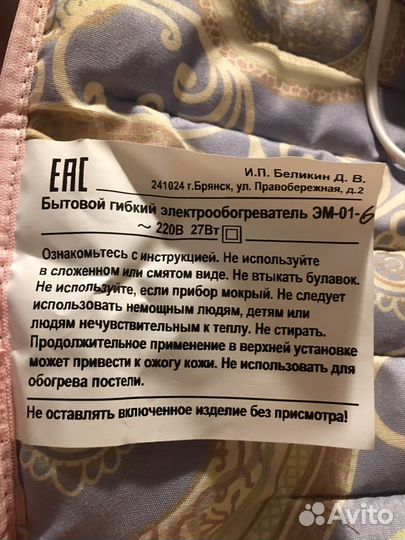 ЕАС
И.П. Беликин Д. В.
241024 г.Брянск, ул. Правобережная, д.2
Бытовой гибкий электрообогреватель ЭМ-01-6
~ 220В 27Вт
Ознакомьтесь с инструкцией. Не используйте
в сложенном или смятом виде. Не втыкать булавок.
Не используйте, если прибор мокрый. Не следует
использовать немощным людям, детям или
людям нечувствительным к теплу. Не стирать.
Продолжительное применение в верхней установке
может привести к ожогу кожи. Не использовать для
обогрева постели.
Не оставлять включенное изделие без присмотра!
Avito